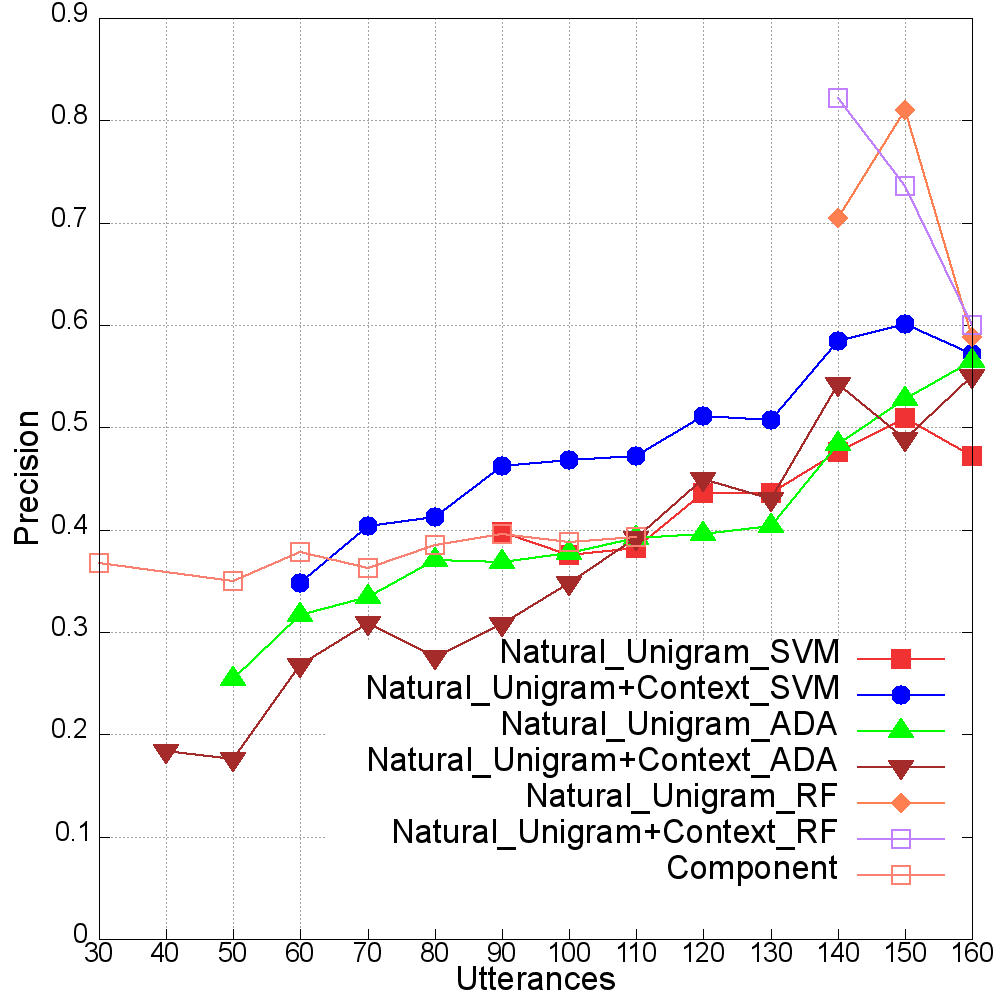 0.9
0.8
0.7
0.6
0.5
0.4
0.3
0.2
0.1
0
Precision
Natural_Unigram_SVM
Natural_Unigram+Context_SVM
Natural_Unigram_ADA
Natural_Unigram+Context_ADA
Natural_Unigram_RF
Natural_Unigram+Context_RF
Component
30 40 50 60 70 80 90 100 110 120 130 140 150 160
Utterances